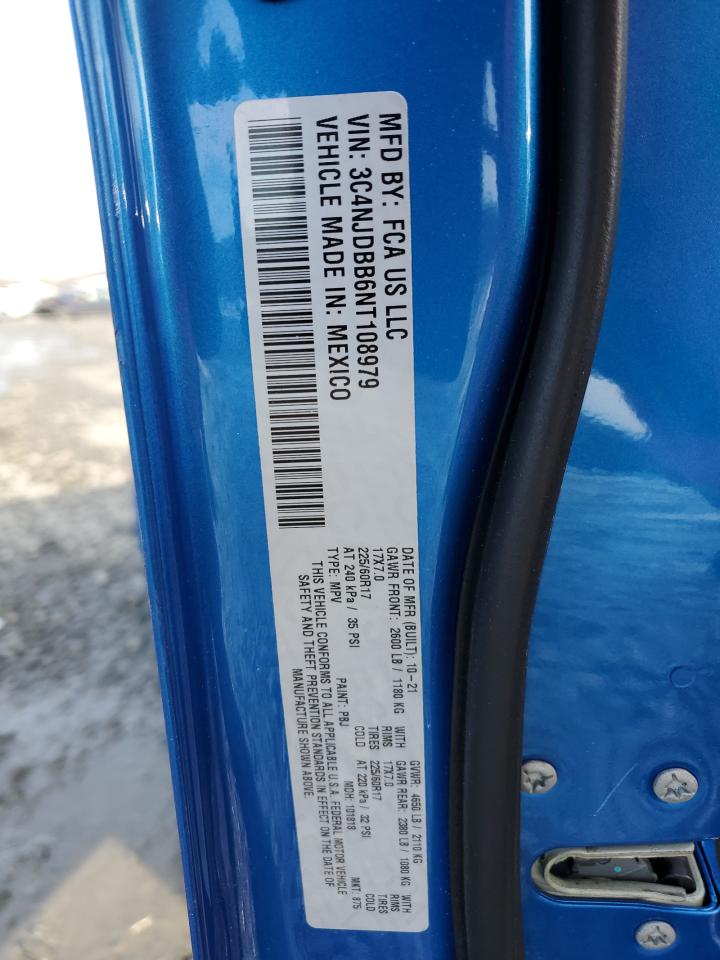 MFD BY: FCA US LLC
VIN: 3C4NJDBB6NT108979
VEHICLE MADE IN: MEXICO
DATE OF MFR (BUILT): 10-21 GVWR: 4650 LB / 2110 KG
GAWR FRONT: 2600 LB / 1180 KG WITH GAWR REAR: 2380 LB / 1080 KG WITH
17X7.0 RIMS 17X7.0 RIMS
225/60R17 TIRES 225/60R17 TIRES
AT 240 kPa / 35 PSI COLD AT 220 kPa / 32 PSI COLD
TYPE: MPV PAINT: PBJ MDH: 101818 MKT: 875
THIS VEHICLE CONFORMS TO ALL APPLICABLE U.S.A. FEDERAL MOTOR VEHICLE
SAFETY AND THEFT PREVENTION STANDARDS IN EFFECT ON THE DATE OF
MANUFACTURE SHOWN ABOVE.